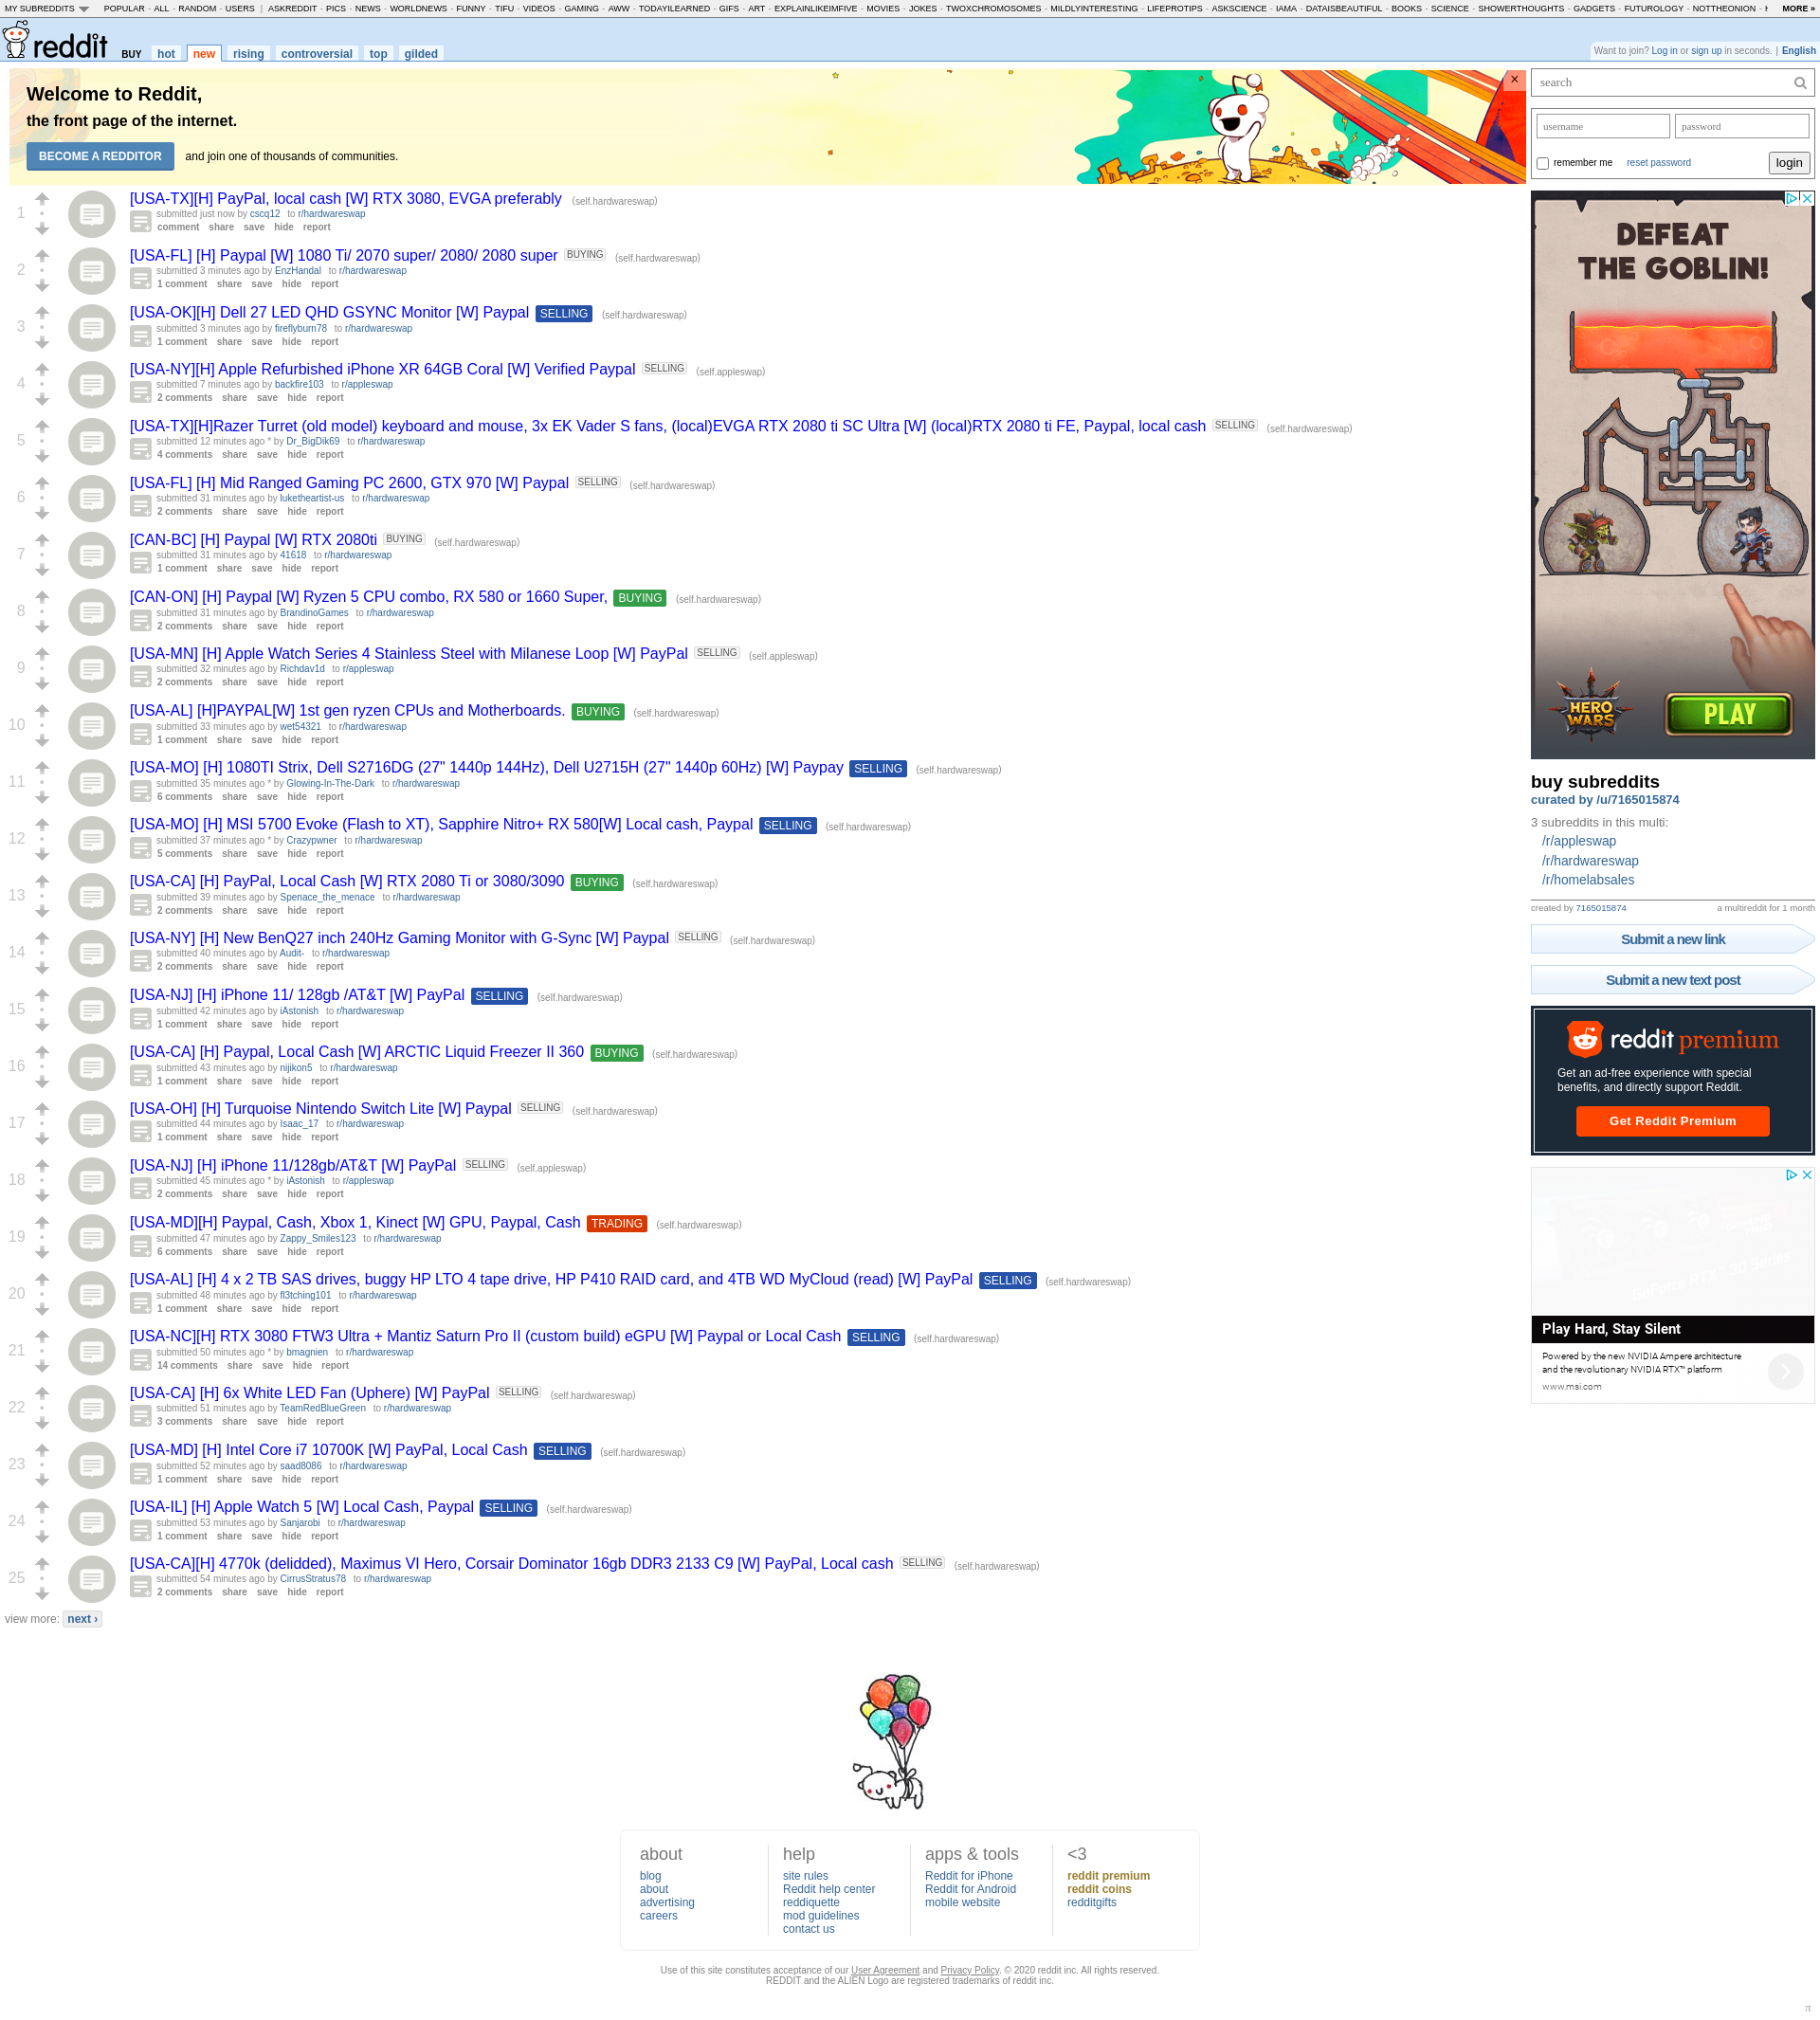 MY SUBREDDITS POPULAR - ALL - RANDOM - USERS | ASKREDDIT - PICS - NEWS - WORLDNEWS - FUNNY - TIFU - VIDEOS - GAMING - AWW - TODAYILEARNED - GIFS - ART - EXPLAINLIKEIMFIVE - MOVIES - JOKES - TWOXCHROMOSOMES - MILDLYINTERESTING - LIFEPROTIPS - ASKSCIENCE - IAMA - DATAISBEAUTIFUL - BOOKS - SCIENCE - SHOWERTHOUGHTS - GADGETS - FUTUROLOGY - NOTTHEONION - MORE »
reddit BUY hot new rising controversial top gilded
Want to join? Log in or sign up in seconds. | English
Welcome to Reddit,
the front page of the internet.
BECOME A REDDITOR and join one of thousands of communities.
×
1
[USA-TX][H] PayPal, local cash [W] RTX 3080, EVGA preferably (self.hardwareswap)
submitted just now by cscq12 to r/hardwareswap
comment share save hide report
2
[USA-FL] [H] Paypal [W] 1080 Ti/ 2070 super/ 2080/ 2080 super BUYING (self.hardwareswap)
submitted 3 minutes ago by EnzHandal to r/hardwareswap
1 comment share save hide report
3
[USA-OK][H] Dell 27 LED QHD GSYNC Monitor [W] Paypal SELLING (self.hardwareswap)
submitted 3 minutes ago by fireflyburn78 to r/hardwareswap
1 comment share save hide report
4
[USA-NY][H] Apple Refurbished iPhone XR 64GB Coral [W] Verified Paypal SELLING (self.appleswap)
submitted 7 minutes ago by backfire103 to r/appleswap
2 comments share save hide report
5
[USA-TX][H]Razer Turret (old model) keyboard and mouse, 3x EK Vader S fans, (local)EVGA RTX 2080 ti SC Ultra [W] (local)RTX 2080 ti FE, Paypal, local cash SELLING (self.hardwareswap)
submitted 12 minutes ago * by Dr_BigDik69 to r/hardwareswap
4 comments share save hide report
6
[USA-FL] [H] Mid Ranged Gaming PC 2600, GTX 970 [W] Paypal SELLING (self.hardwareswap)
submitted 31 minutes ago by luketheartist-us to r/hardwareswap
2 comments share save hide report
7
[CAN-BC] [H] Paypal [W] RTX 2080ti BUYING (self.hardwareswap)
submitted 31 minutes ago by 41618 to r/hardwareswap
1 comment share save hide report
8
[CAN-ON] [H] Paypal [W] Ryzen 5 CPU combo, RX 580 or 1660 Super, BUYING (self.hardwareswap)
submitted 31 minutes ago by BrandinoGames to r/hardwareswap
2 comments share save hide report
9
[USA-MN] [H] Apple Watch Series 4 Stainless Steel with Milanese Loop [W] PayPal SELLING (self.appleswap)
submitted 32 minutes ago by Richdav1d to r/appleswap
2 comments share save hide report
10
[USA-AL] [H]PAYPAL[W] 1st gen ryzen CPUs and Motherboards. BUYING (self.hardwareswap)
submitted 33 minutes ago by wet54321 to r/hardwareswap
1 comment share save hide report
11
[USA-MO] [H] 1080TI Strix, Dell S2716DG (27" 1440p 144Hz), Dell U2715H (27" 1440p 60Hz) [W] Paypay SELLING (self.hardwareswap)
submitted 35 minutes ago * by Glowing-In-The-Dark to r/hardwareswap
6 comments share save hide report
12
[USA-MO] [H] MSI 5700 Evoke (Flash to XT), Sapphire Nitro+ RX 580[W] Local cash, Paypal SELLING (self.hardwareswap)
submitted 37 minutes ago * by Crazypwner to r/hardwareswap
5 comments share save hide report
13
[USA-CA] [H] PayPal, Local Cash [W] RTX 2080 Ti or 3080/3090 BUYING (self.hardwareswap)
submitted 39 minutes ago by Spenace_the_menace to r/hardwareswap
2 comments share save hide report
14
[USA-NY] [H] New BenQ27 inch 240Hz Gaming Monitor with G-Sync [W] Paypal SELLING (self.hardwareswap)
submitted 40 minutes ago by Audit- to r/hardwareswap
2 comments share save hide report
15
[USA-NJ] [H] iPhone 11/ 128gb /AT&T [W] PayPal SELLING (self.hardwareswap)
submitted 42 minutes ago by iAstonish to r/hardwareswap
1 comment share save hide report
16
[USA-CA] [H] Paypal, Local Cash [W] ARCTIC Liquid Freezer II 360 BUYING (self.hardwareswap)
submitted 43 minutes ago by nijikon5 to r/hardwareswap
1 comment share save hide report
17
[USA-OH] [H] Turquoise Nintendo Switch Lite [W] Paypal SELLING (self.hardwareswap)
submitted 44 minutes ago by Isaac_17 to r/hardwareswap
1 comment share save hide report
18
[USA-NJ] [H] iPhone 11/128gb/AT&T [W] PayPal SELLING (self.appleswap)
submitted 45 minutes ago * by iAstonish to r/appleswap
2 comments share save hide report
19
[USA-MD][H] Paypal, Cash, Xbox 1, Kinect [W] GPU, Paypal, Cash TRADING (self.hardwareswap)
submitted 47 minutes ago by Zappy_Smiles123 to r/hardwareswap
6 comments share save hide report
20
[USA-AL] [H] 4 x 2 TB SAS drives, buggy HP LTO 4 tape drive, HP P410 RAID card, and 4TB WD MyCloud (read) [W] PayPal SELLING (self.hardwareswap)
submitted 48 minutes ago by fl3tching101 to r/hardwareswap
1 comment share save hide report
21
[USA-NC][H] RTX 3080 FTW3 Ultra + Mantiz Saturn Pro II (custom build) eGPU [W] Paypal or Local Cash SELLING (self.hardwareswap)
submitted 50 minutes ago * by bmagnien to r/hardwareswap
14 comments share save hide report
22
[USA-CA] [H] 6x White LED Fan (Uphere) [W] PayPal SELLING (self.hardwareswap)
submitted 51 minutes ago by TeamRedBlueGreen to r/hardwareswap
3 comments share save hide report
23
[USA-MD] [H] Intel Core i7 10700K [W] PayPal, Local Cash SELLING (self.hardwareswap)
submitted 52 minutes ago by saad8086 to r/hardwareswap
1 comment share save hide report
24
[USA-IL] [H] Apple Watch 5 [W] Local Cash, Paypal SELLING (self.hardwareswap)
submitted 53 minutes ago by Sanjarobi to r/hardwareswap
1 comment share save hide report
25
[USA-CA][H] 4770k (delidded), Maximus VI Hero, Corsair Dominator 16gb DDR3 2133 C9 [W] PayPal, Local cash SELLING (self.hardwareswap)
submitted 54 minutes ago by CirrusStratus78 to r/hardwareswap
2 comments share save hide report
view more: next ›
search
username password
remember me reset password login
DEFEAT
THE GOBLIN!
HERO
WARS
PLAY
buy subreddits
curated by /u/7165015874
3 subreddits in this multi:
/r/appleswap
/r/hardwareswap
/r/homelabsales
created by 7165015874 a multireddit for 1 month
Submit a new link
Submit a new text post
reddit premium
Get an ad-free experience with special
benefits, and directly support Reddit.
Get Reddit Premium
GeForce RTX™ 30 Series
Play Hard, Stay Silent
Powered by the new NVIDIA Ampere architecture
and the revolutionary NVIDIA RTX™ platform
www.msi.com
about
blog
about
advertising
careers
help
site rules
Reddit help center
reddiquette
mod guidelines
contact us
apps & tools
Reddit for iPhone
Reddit for Android
mobile website
<3
reddit premium
reddit coins
redditgifts
Use of this site constitutes acceptance of our User Agreement and Privacy Policy. © 2020 reddit inc. All rights reserved.
REDDIT and the ALIEN Logo are registered trademarks of reddit inc.
π